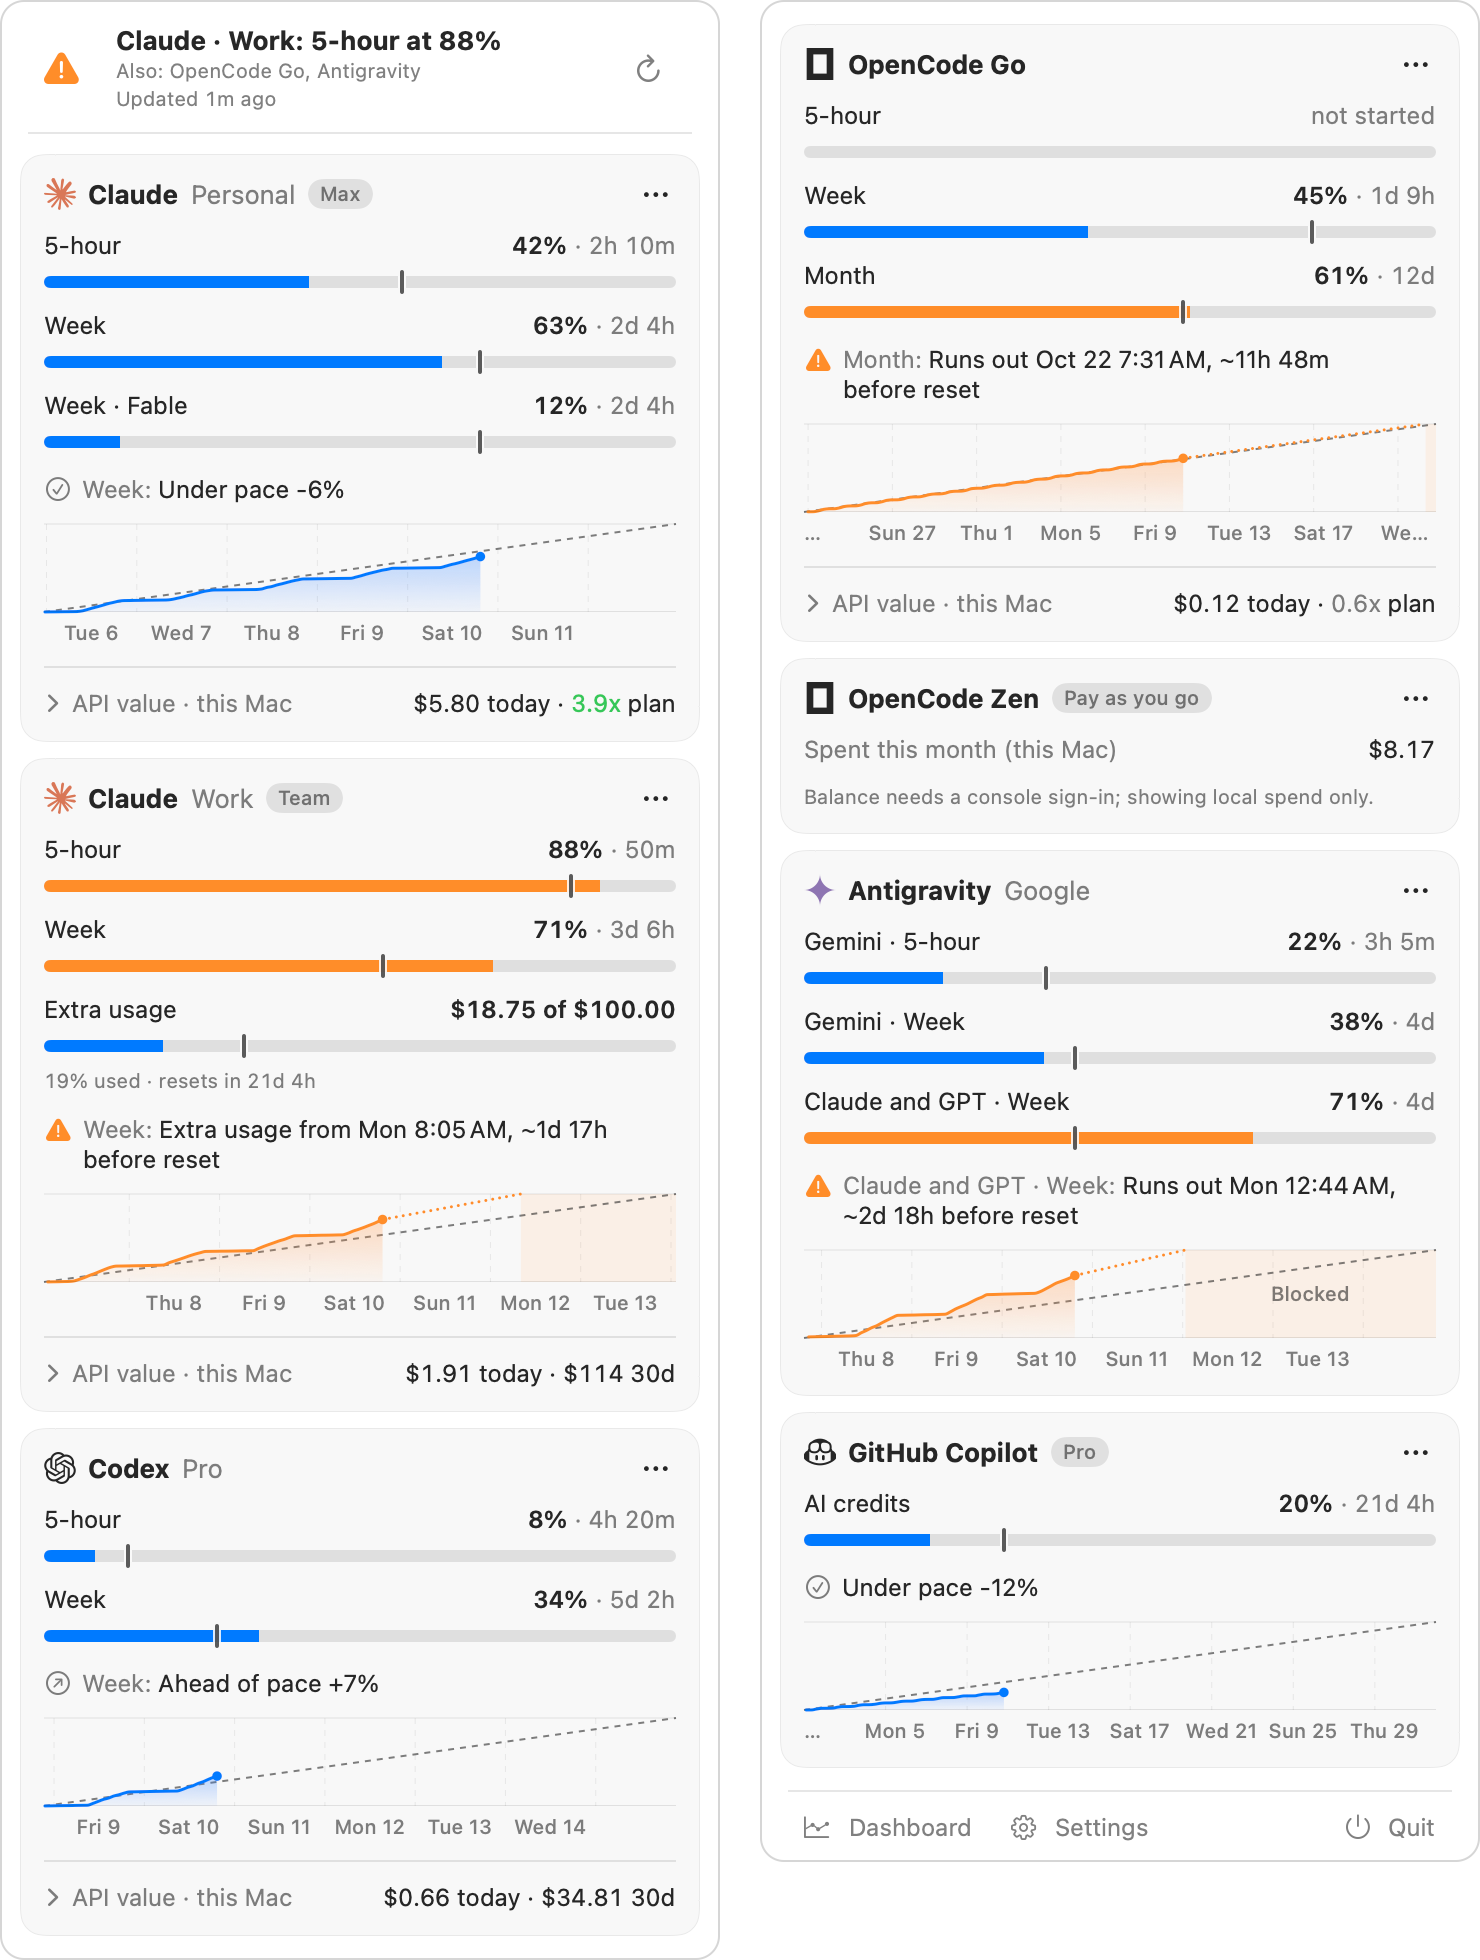 Claude · Work: 5-hour at 88%
Also: OpenCode Go, Antigravity
Updated 1m ago
Claude Personal Max
5-hour 42% · 2h 10m
Week 63% · 2d 4h
Week · Fable 12% · 2d 4h
Week: Under pace -6%
Tue 6 Wed 7 Thu 8 Fri 9 Sat 10 Sun 11
API value · this Mac $5.80 today · 3.9x plan
Claude Work Team
5-hour 88% · 50m
Week 71% · 3d 6h
Extra usage $18.75 of $100.00
19% used · resets in 21d 4h
Week: Extra usage from Mon 8:05 AM, ~1d 17h
before reset
Thu 8 Fri 9 Sat 10 Sun 11 Mon 12 Tue 13
API value · this Mac $1.91 today · $114 30d
Codex Pro
5-hour 8% · 4h 20m
Week 34% · 5d 2h
Week: Ahead of pace +7%
Fri 9 Sat 10 Sun 11 Mon 12 Tue 13 Wed 14
API value · this Mac $0.66 today · $34.81 30d
OpenCode Go
5-hour not started
Week 45% · 1d 9h
Month 61% · 12d
Month: Runs out Oct 22 7:31 AM, ~11h 48m
before reset
... Sun 27 Thu 1 Mon 5 Fri 9 Tue 13 Sat 17 We...
API value · this Mac $0.12 today · 0.6x plan
OpenCode Zen Pay as you go
Spent this month (this Mac) $8.17
Balance needs a console sign-in; showing local spend only.
Antigravity Google
Gemini · 5-hour 22% · 3h 5m
Gemini · Week 38% · 4d
Claude and GPT · Week 71% · 4d
Claude and GPT · Week: Runs out Mon 12:44 AM,
~2d 18h before reset
Blocked
Thu 8 Fri 9 Sat 10 Sun 11 Mon 12 Tue 13
GitHub Copilot Pro
AI credits 20% · 21d 4h
Under pace -12%
... Mon 5 Fri 9 Tue 13 Sat 17 Wed 21 Sun 25 Thu 29
Dashboard Settings Quit